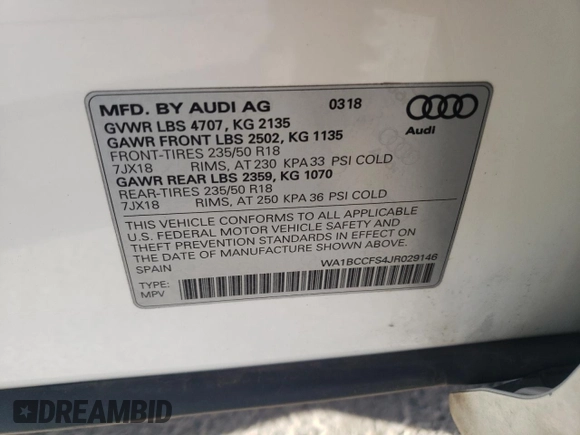 MFD. BY AUDI AG 0318
Audi
GVWR LBS 4707, KG 2135
GAWR FRONT LBS 2502, KG 1135
FRONT-TIRES 235/50 R18
7JX18 RIMS, AT 230 KPA 33 PSI COLD
GAWR REAR LBS 2359, KG 1070
REAR-TIRES 235/50 R18
7JX18 RIMS, AT 250 KPA 36 PSI COLD
THIS VEHICLE CONFORMS TO ALL APPLICABLE
U.S. FEDERAL MOTOR VEHICLE SAFETY AND
THEFT PREVENTION STANDARDS IN EFFECT ON
THE DATE OF MANUFACTURE SHOWN ABOVE.
SPAIN WA1BCCFS4JR029146
TYPE:
MPV
DREAMBID